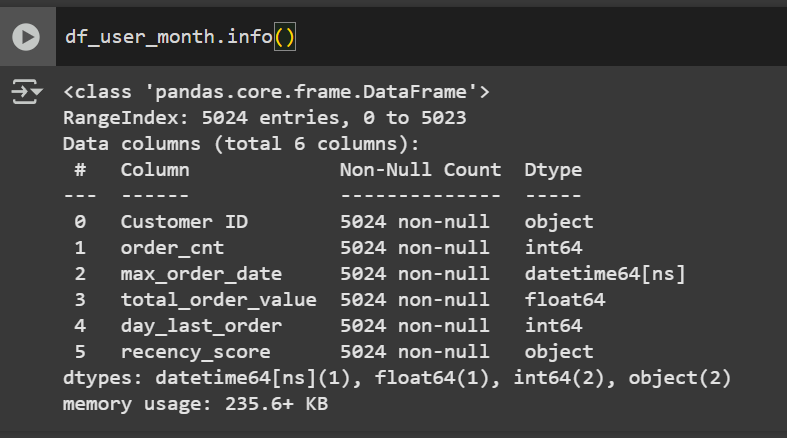 df_user_month.info()
<class 'pandas.core.frame.DataFrame'>
RangeIndex: 5024 entries, 0 to 5023
Data columns (total 6 columns):
 #   Column             Non-Null Count  Dtype
---  ------             --------------  -----
 0   Customer ID        5024 non-null   object
 1   order_cnt          5024 non-null   int64
 2   max_order_date     5024 non-null   datetime64[ns]
 3   total_order_value  5024 non-null   float64
 4   day_last_order     5024 non-null   int64
 5   recency_score      5024 non-null   object
dtypes: datetime64[ns](1), float64(1), int64(2), object(2)
memory usage: 235.6+ KB